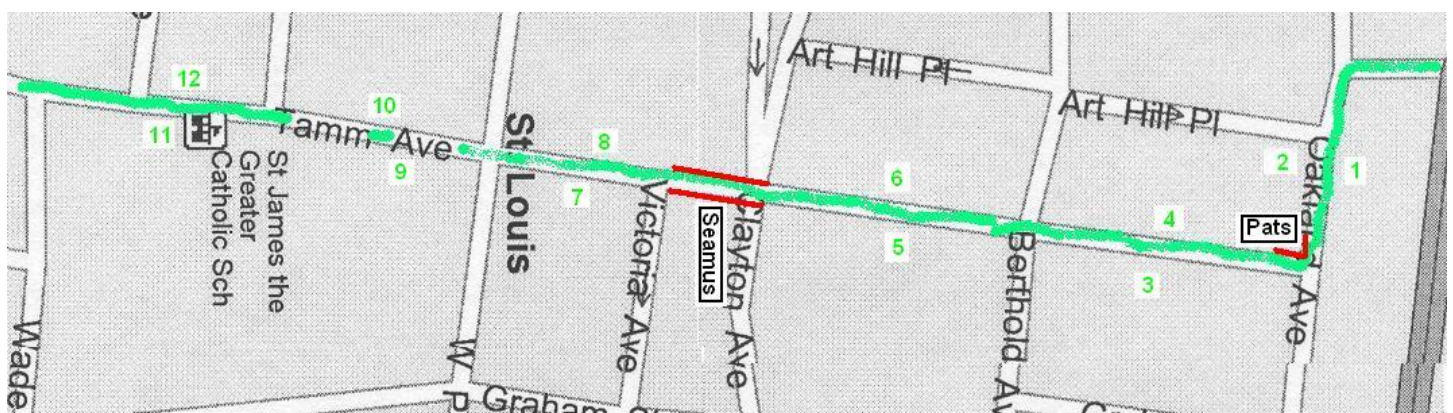 12
11
10
9
8
7
6
5
4
3
2
1
Tamm Ave
St James the
Greater
Catholic Sch
St. Louis
Art Hill Pl
Art Hill Pl
Oakland Ave
Pats
Seamus
Victoria Ave
Clayton Ave
Berthold Av
Wade
W P
Graham